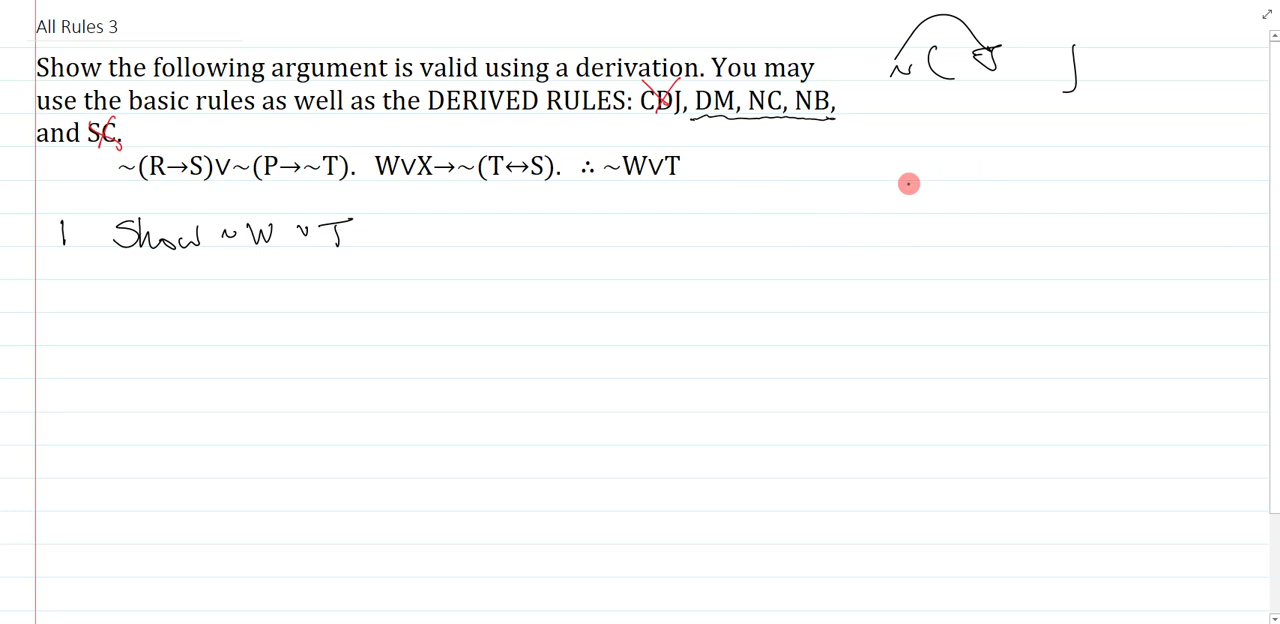 All Rules 3
Show the following argument is valid using a derivation. You may
use the basic rules as well as the DERIVED RULES: CDJ, DM, NC, NB,
and SC.
~(R→S)∨~(P→~T). W∨X→~(T↔S). ∴ ~W∨T
1 Show ~W ∨ T
~(